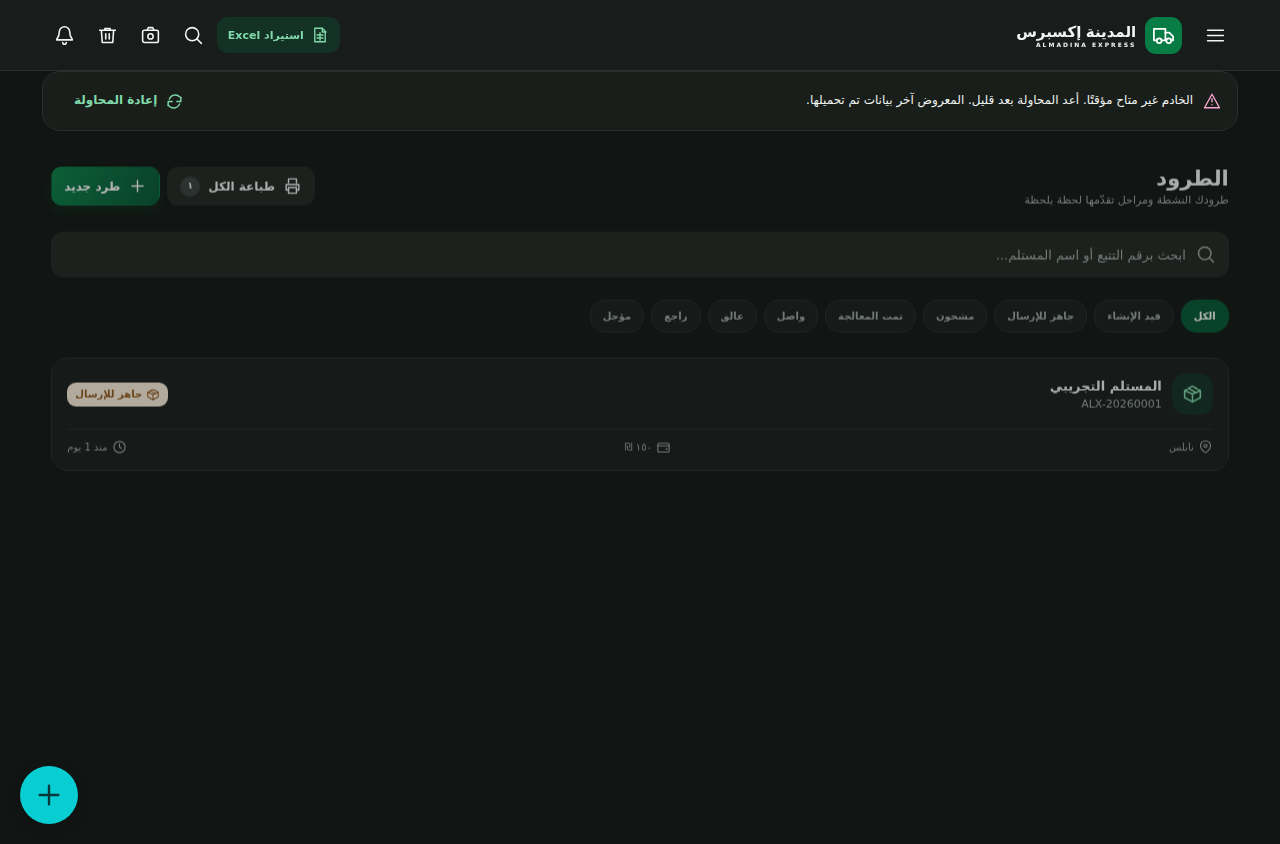 المدينة إكسبرس
ALMADINA EXPRESS
استيراد Excel
الخادم غير متاح مؤقتًا. أعد المحاولة بعد قليل. المعروض آخر بيانات تم تحميلها.
إعادة المحاولة
الطرود
طرودك النشطة ومراحل تقدّمها لحظة بلحظة
طباعة الكل ١
طرد جديد
ابحث برقم التتبع أو اسم المستلم...
الكل
قيد الإنشاء
جاهز للإرسال
مشحون
تمت المعالجة
واصل
عالق
راجع
مؤجل
المستلم التجريبي
ALX-20260001
جاهز للإرسال
نابلس
١٥٠ ₪
منذ 1 يوم